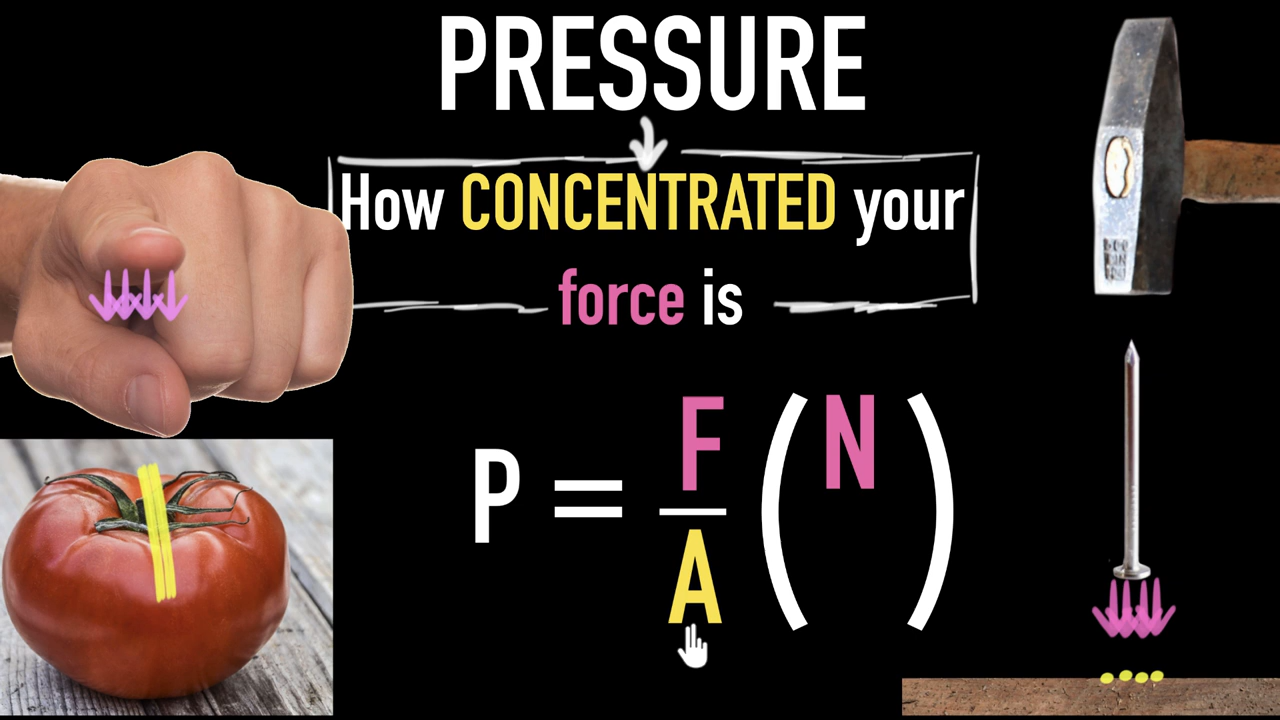 PRESSURE
How CONCENTRATED your
force is
P = F/A (N)